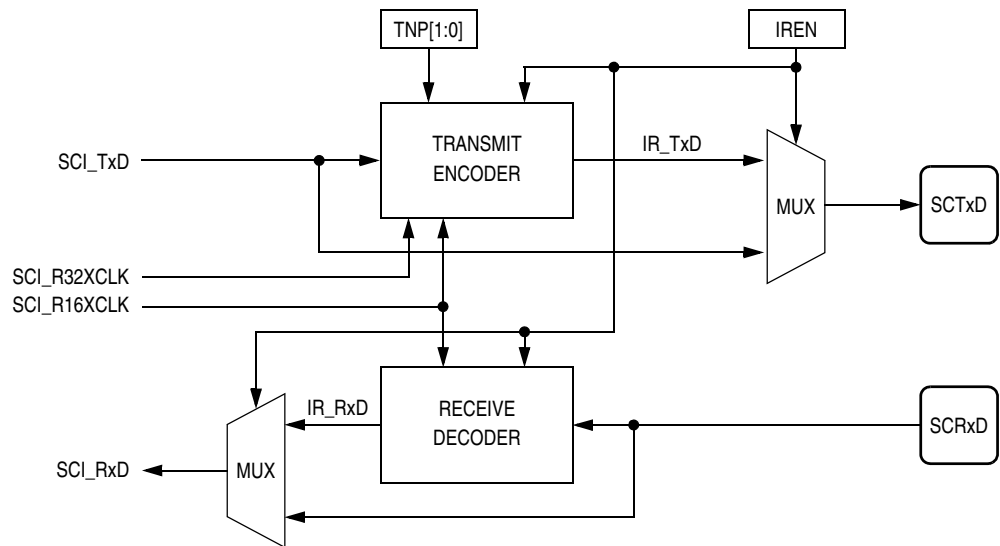 TNP[1:0]
IREN
TRANSMIT
ENCODER
SCI_TxD
IR_TxD
MUX
SCTxD
SCI_R32XCLK
SCI_R16XCLK
IR_RxD
RECEIVE
DECODER
SCRxD
SCI_RxD
MUX